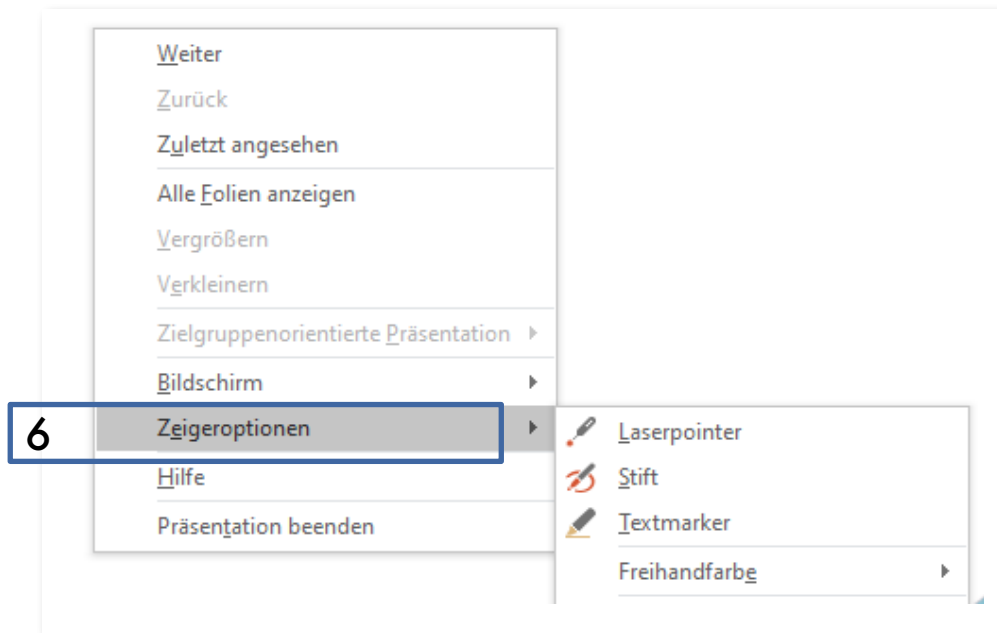 Weiter
Zurück
Zuletzt angesehen
Alle Folien anzeigen
Vergrößern
Verkleinern
Zielgruppenorientierte Präsentation
Bildschirm
6 Zeigeroptionen
Laserpointer
Hilfe
Stift
Präsentation beenden
Textmarker
Freihandfarbe